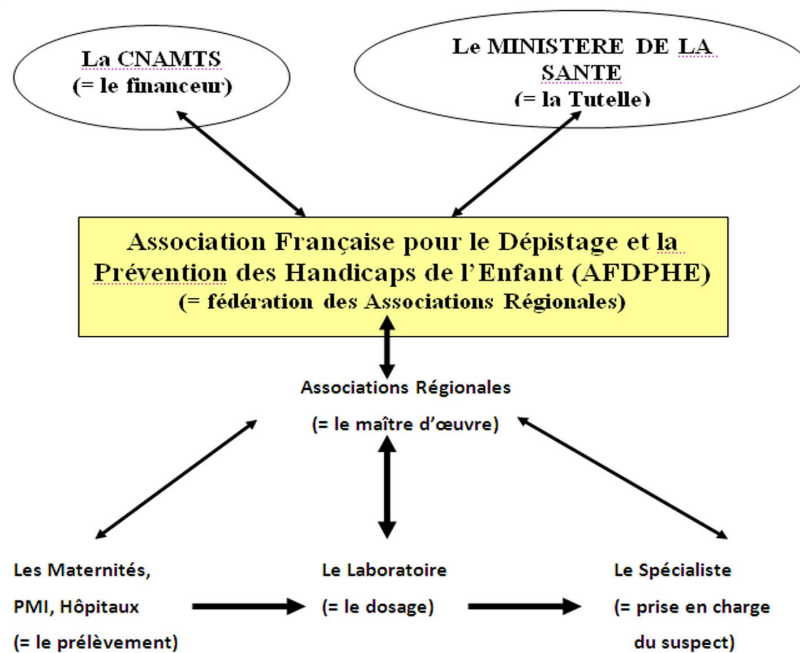 La CNAMTS
(= le financeur)
Le MINISTERE DE LA
SANTE
(= la Tutelle)
Association Française pour le Dépistage et la
Prévention des Handicaps de l'Enfant (AFDPHE)
(= fédération des Associations Régionales)
Associations Régionales
(= le maître d'œuvre)
Les Maternités,
PMI, Hôpitaux
(= le prélèvement)
Le Laboratoire
(= le dosage)
Le Spécialiste
(= prise en charge
du suspect)